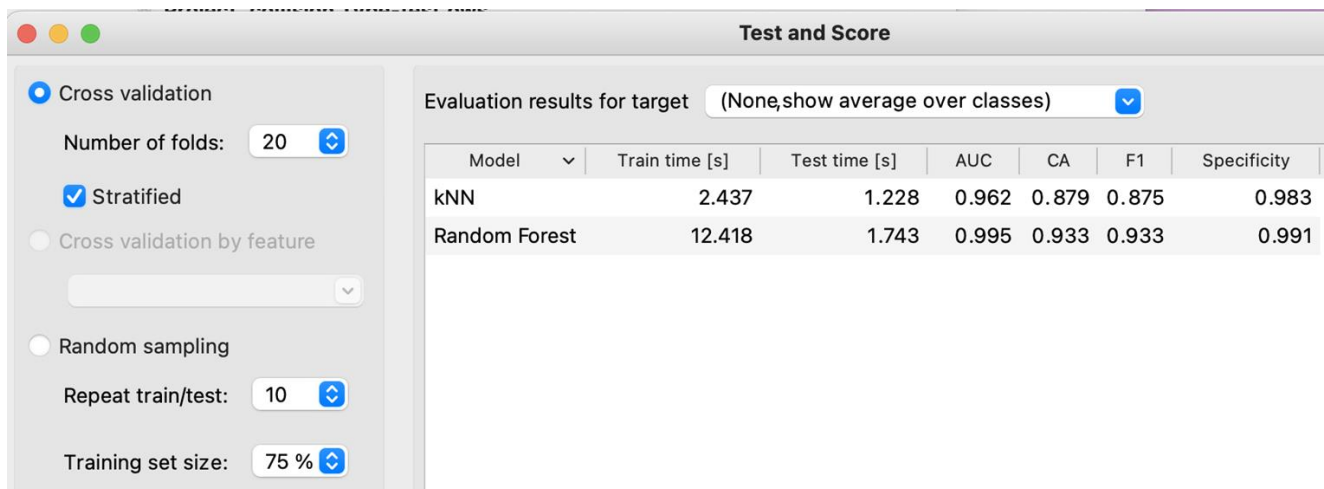 Test and Score
Cross validation
Number of folds: 20
Stratified
Cross validation by feature
Random sampling
Repeat train/test: 10
Training set size: 75 %
Evaluation results for target (None, show average over classes)
Model Train time [s] Test time [s] AUC CA F1 Specificity
kNN 2.437 1.228 0.962 0.879 0.875 0.983
Random Forest 12.418 1.743 0.995 0.933 0.933 0.991